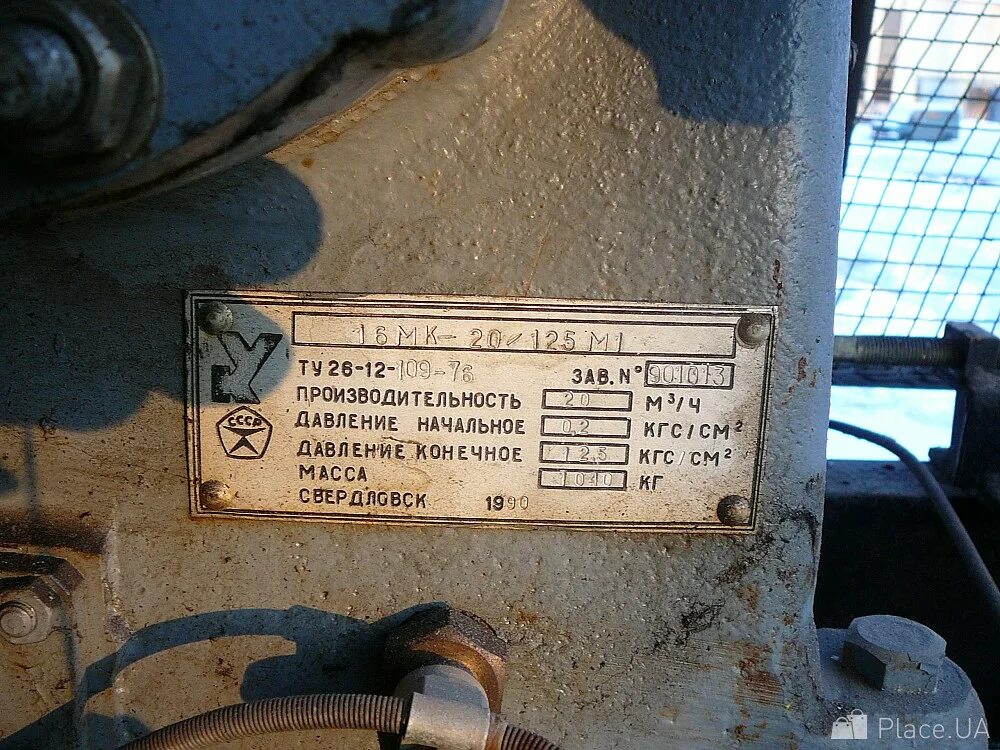 16МК-20/125М1
ТУ 26-12-109-76 ЗАВ. N° 901013
ПРОИЗВОДИТЕЛЬНОСТЬ 20 М³/Ч
ДАВЛЕНИЕ НАЧАЛЬНОЕ 0,2 КГС/СМ²
ДАВЛЕНИЕ КОНЕЧНОЕ 12,5 КГС/СМ²
МАССА 1040 КГ
СВЕРДЛОВСК 1990
СССР
Place.UA